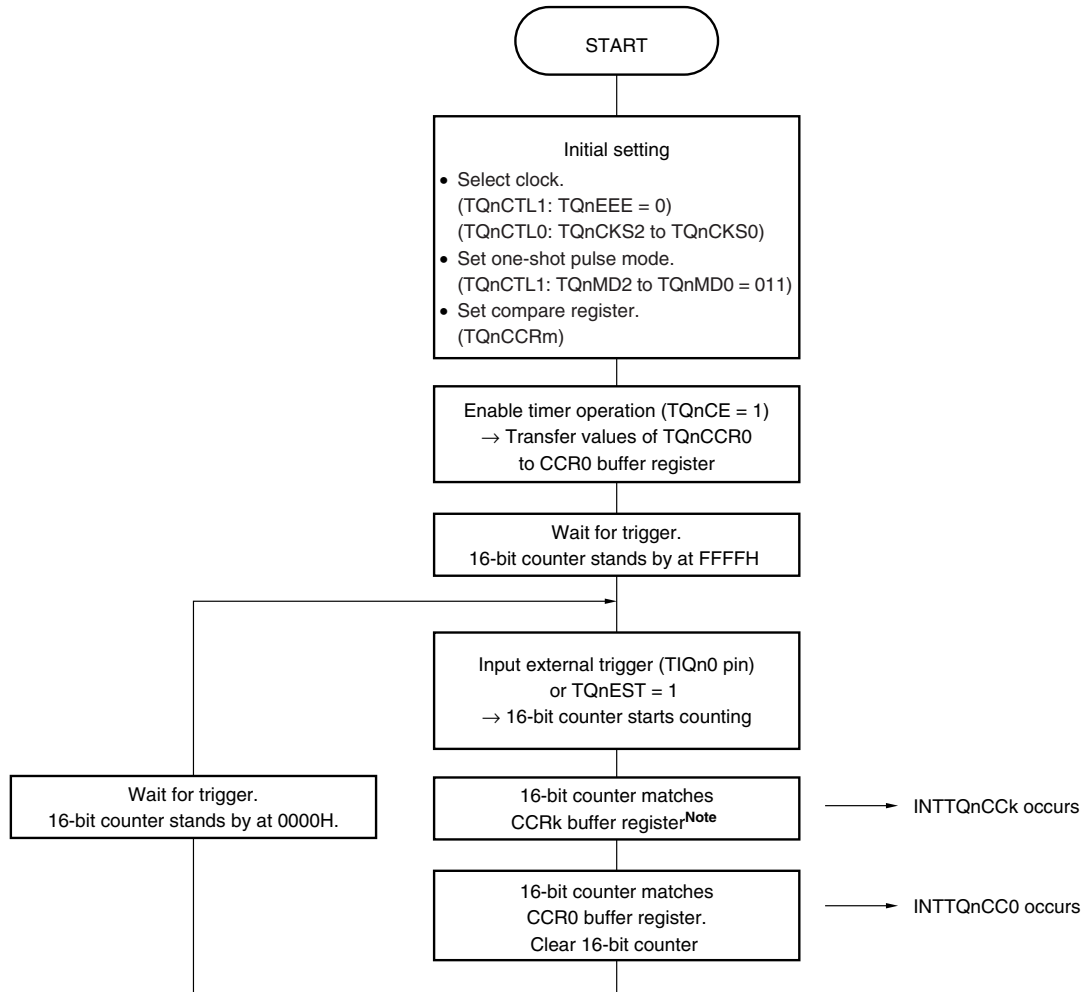 START
Initial setting
• Select clock.
(TQnCTL1: TQnEEE = 0)
(TQnCTL0: TQnCKS2 to TQnCKS0)
• Set one-shot pulse mode.
(TQnCTL1: TQnMD2 to TQnMD0 = 011)
• Set compare register.
(TQnCCRm)
Enable timer operation (TQnCE = 1)
→ Transfer values of TQnCCR0
to CCR0 buffer register
Wait for trigger.
16-bit counter stands by at FFFFH
Input external trigger (TIQn0 pin)
or TQnEST = 1
→ 16-bit counter starts counting
Wait for trigger.
16-bit counter stands by at 0000H.
16-bit counter matches
CCRk buffer registerNote
INTTQnCCk occurs
16-bit counter matches
CCR0 buffer register.
Clear 16-bit counter
INTTQnCC0 occurs